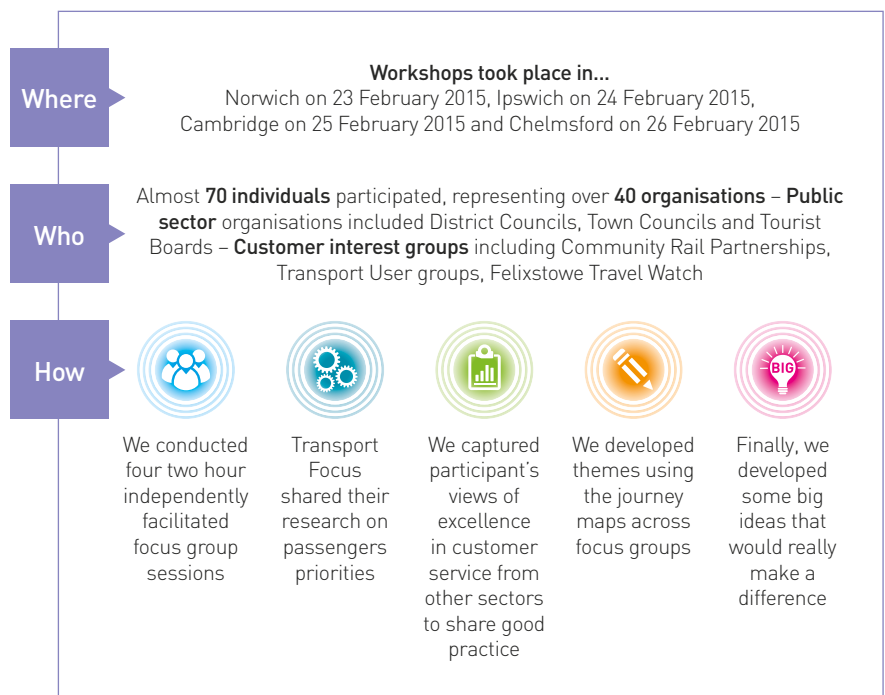 Where
Workshops took place in...
Norwich on 23 February 2015, Ipswich on 24 February 2015,
Cambridge on 25 February 2015 and Chelmsford on 26 February 2015
Who
Almost 70 individuals participated, representing over 40 organisations – Public
sector organisations included District Councils, Town Councils and Tourist
Boards – Customer interest groups including Community Rail Partnerships,
Transport User groups, Felixstowe Travel Watch
How
We conducted
four two hour
independently
facilitated
focus group
sessions
Transport
Focus
shared their
research on
passengers
priorities
We captured
participant's
views of
excellence
in customer
service from
other sectors
to share good
practice
We developed
themes using
the journey
maps across
focus groups
BIG
Finally, we
developed
some big
ideas that
would really
make a
difference